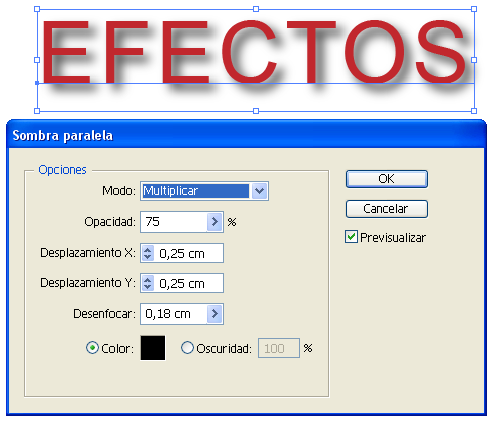 EFECTOS
Sombra paralela
Opciones
Modo: Multiplicar
OK
Opacidad: 75 %
Cancelar
Desplazamiento X: 0,25 cm
Previsualizar
Desplazamiento Y: 0,25 cm
Desenfocar: 0,18 cm
Color: Oscuridad: 100 %